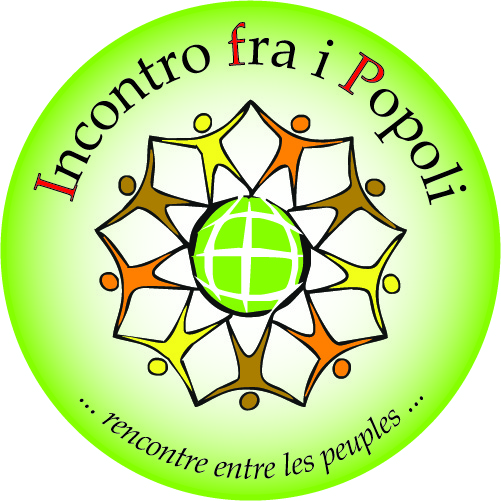 Incontro fra i Popoli
... rencontre entre les peuples ...